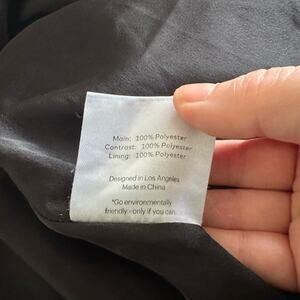 Main: 100% Polyester
Contrast: 100% Polyester
Lining: 100% Polyester
Designed in Los Angeles
Made in China
*Go environmentally
friendly - only if you can.